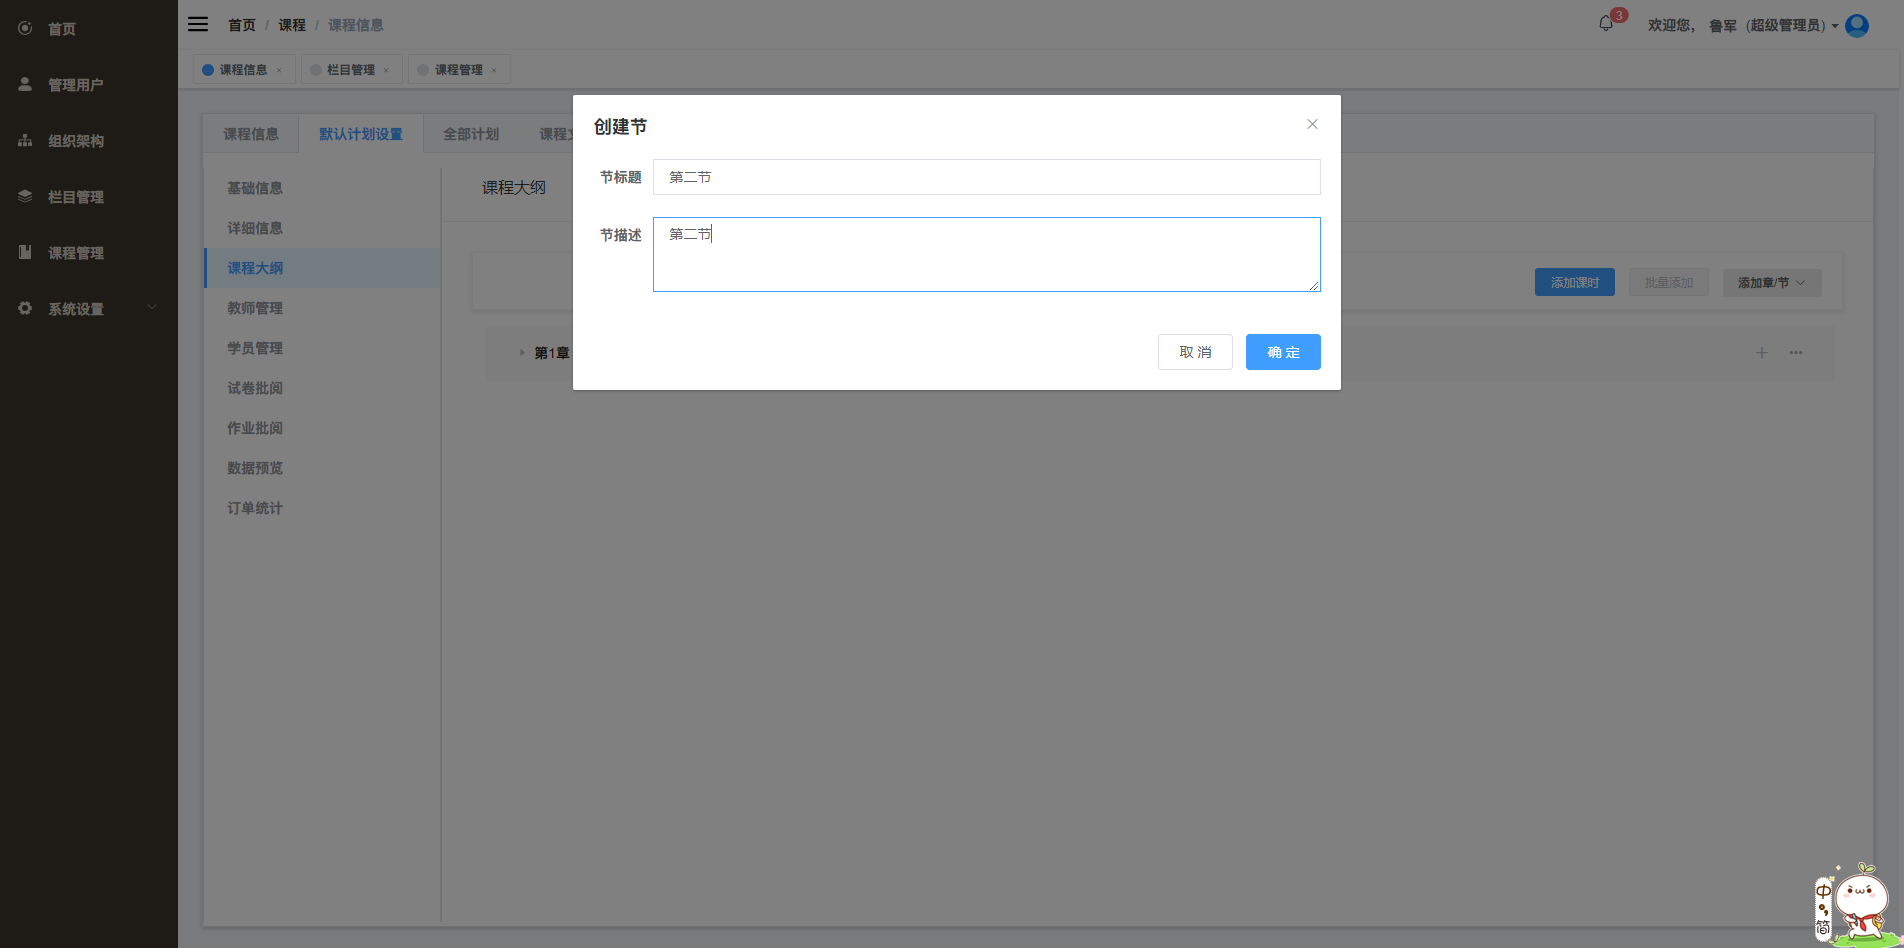 首页
管理用户
组织架构
栏目管理
课程管理
系统设置
首页 / 课程 / 课程信息
3
欢迎您， 鲁军 (超级管理员)
课程信息 × 栏目管理 × 课程管理 ×
课程信息 默认计划设置 全部计划 课程
基础信息
详细信息
课程大纲
教师管理
学员管理
试卷批阅
作业批阅
数据预览
订单统计
课程大纲
添加课时 批量添加 添加章/节
第1章
创建节
节标题 第二节
节描述 第二节
取 消 确 定
中
简